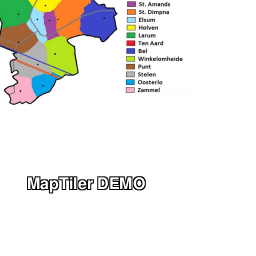 St. Amands
St. Dimpna
Elsum
Holven
Larum
Ten Aard
Bel
Winkelomheide
Punt
Stelen
Oosterlo
Zammel
MapTiler DEMO